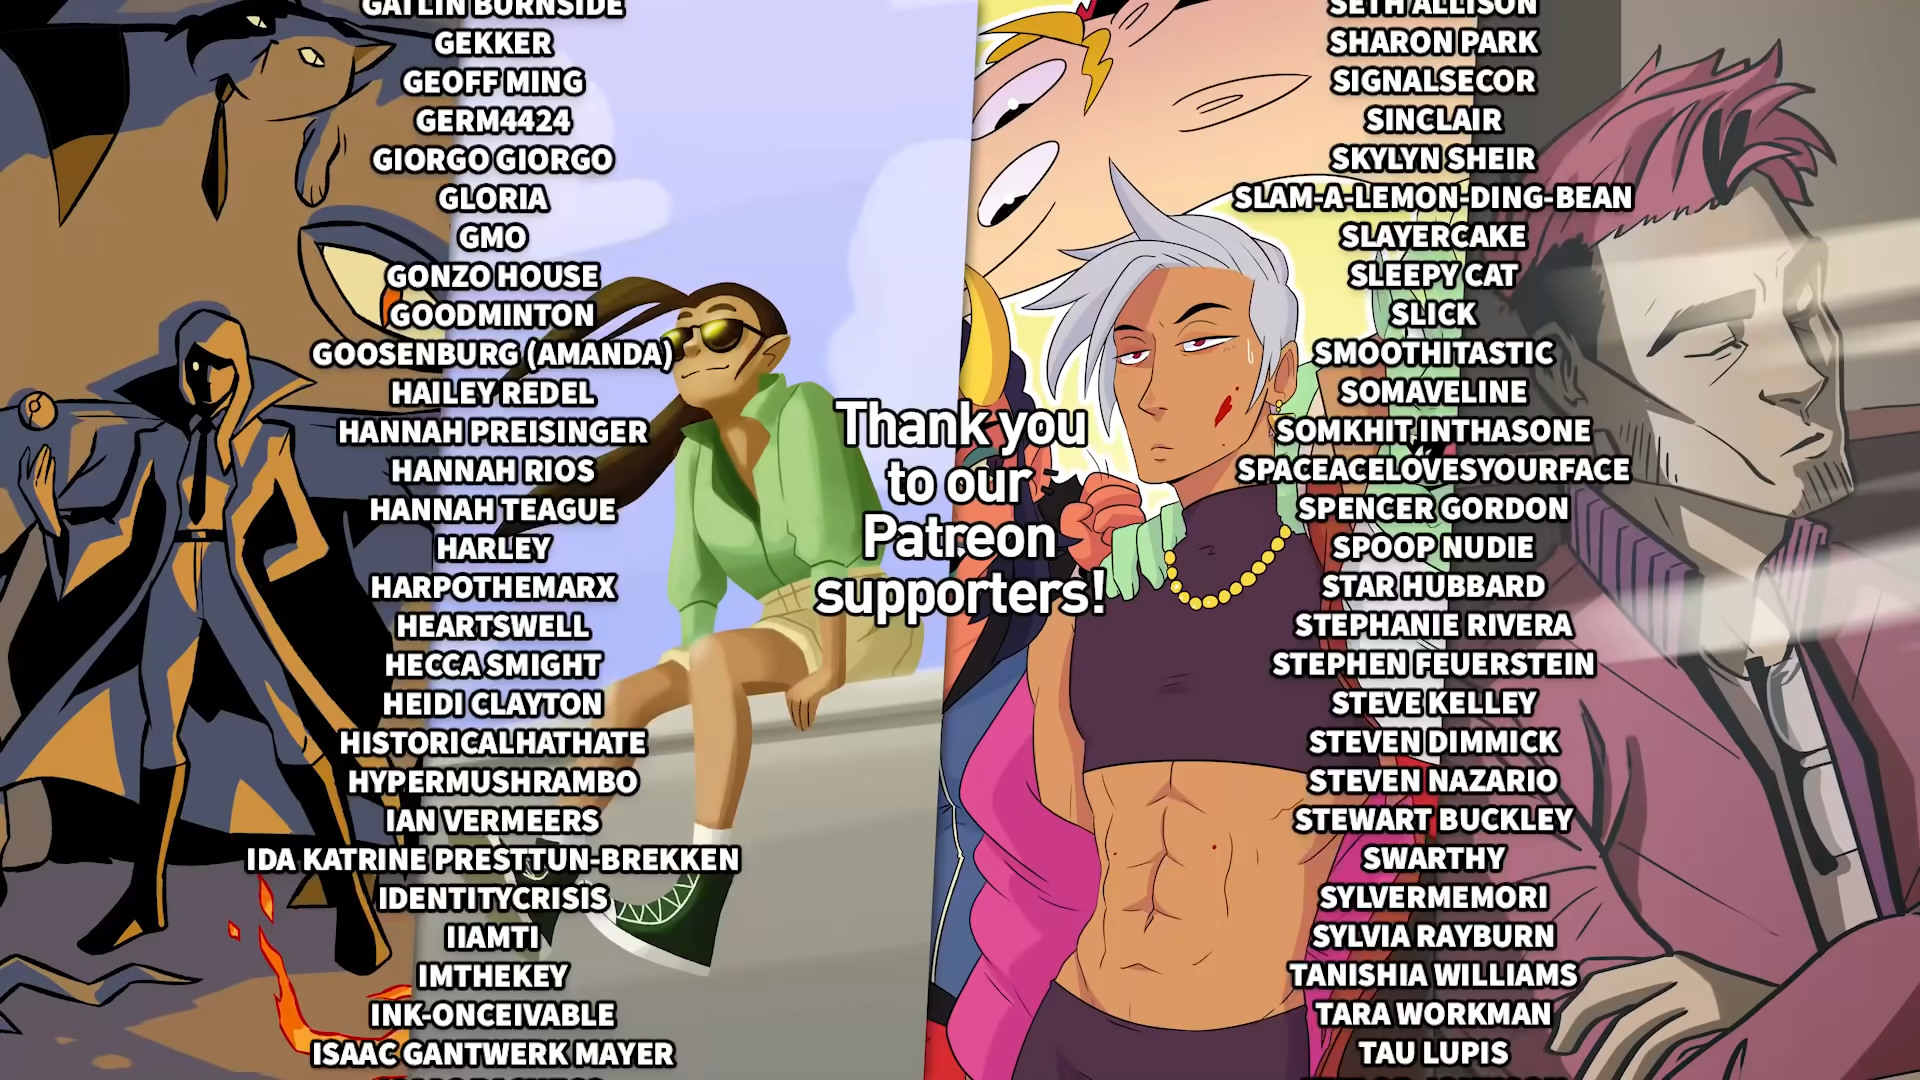 GATLIN BURNSIDE
GEKKER
GEOFF MING
GERM4424
GIORGO GIORGO
GLORIA
GMO
GONZO HOUSE
GOODMINTON
GOOSENBURG (AMANDA)
HAILEY REDEL
HANNAH PREISINGER
HANNAH RIOS
HANNAH TEAGUE
HARLEY
HARPOTHEMARX
HEARTSWELL
HECCA SMIGHT
HEIDI CLAYTON
HISTORICALHATHATE
HYPERMUSHRAMBO
IAN VERMEERS
IDA KATRINE PRESTTUN-BREKKEN
IDENTITYCRISIS
IIAMTI
IMTHEKEY
INK-ONCEIVABLE
ISAAC GANTWERK MAYER
Thank you
to our
Patreon
supporters!
SETH ALLISON
SHARON PARK
SIGNALSECOR
SINCLAIR
SKYLYN SHEIR
SLAM-A-LEMON-DING-BEAN
SLAYERCAKE
SLEEPY CAT
SLICK
SMOOTHITASTIC
SOMAVELINE
SOMKHIT INTHASONE
SPACEACELOVESYOURFACE
SPENCER GORDON
SPOOP NUDIE
STAR HUBBARD
STEPHANIE RIVERA
STEPHEN FEUERSTEIN
STEVE KELLEY
STEVEN DIMMICK
STEVEN NAZARIO
STEWART BUCKLEY
SWARTHY
SYLVERMEMORI
SYLVIA RAYBURN
TANISHIA WILLIAMS
TARA WORKMAN
TAU LUPIS